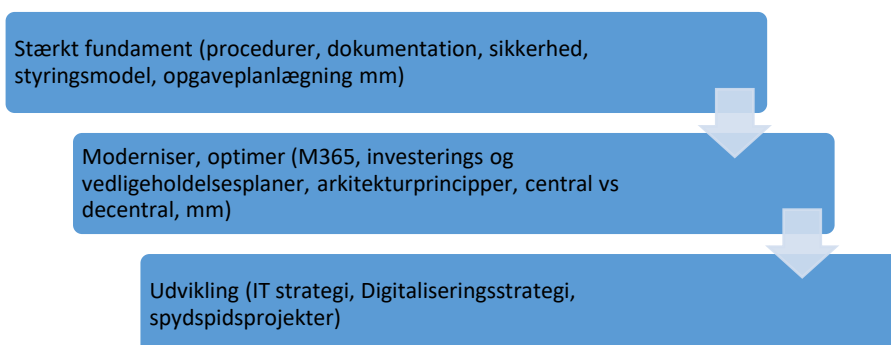 Stærkt fundament (procedurer, dokumentation, sikkerhed,
styringsmodel, opgaveplanlægning mm)
Moderniser, optimer (M365, investerings og
vedligeholdelsesplaner, arkitekturprincipper, central vs
decentral, mm)
Udvikling (IT strategi, Digitaliseringsstrategi,
spydspidsprojekter)